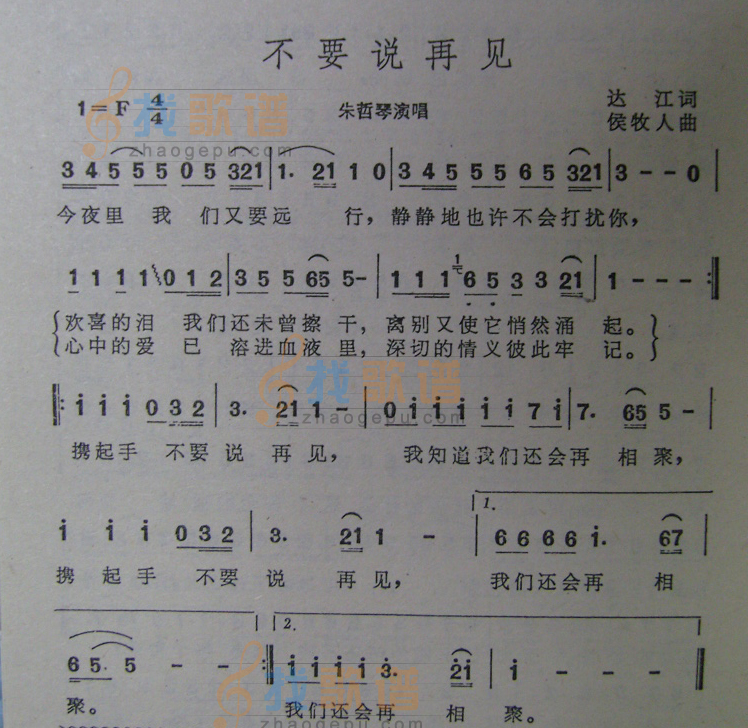 不要说再见
1=F 4/4 朱哲琴演唱 达江词
侯牧人曲
找歌谱
zhaogepu.com
3 4 5 5 5 0 5 321 | 1. 21 1 0 | 3 4 5 5 5 6 5 321 | 3 - - 0 |
今夜里 我 们又要远 行，静静地也许不会打扰你，
1 1 1 1 0 1 2 | 3 5 5 65 5 - | 1 1 1 1 6 5 3 3 21 | 1 - - - :|
欢喜的泪 我们还未曾擦 干，离别又使它悄然涌 起。
心中的爱 已 溶进血液 里，深切的情义彼此牢 记。
找歌谱
zhaogepu.com
|: i i i 0 3 2 | 3. 21 1 - | 0 i i i i i 7 i | 7. 65 5 - |
携起手 不要 说 再 见， 我知道我们还会再 相 聚，
1.
i i i 0 3 2 | 3. 21 1 - | 6 6 6 6 i. 67 |
携 起 手 不 要 说 再 见， 我们还会再 相
2.
6 5. 5 - - :| i i i i 3. 2i | i - - - |
聚。 我们还会再 相 聚。
找歌谱
zhaogepu.com